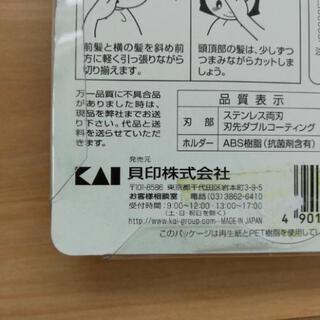 前髪と横の髪を斜め前
方に軽く引っ張りながら
切り揃えます。
頭頂部の髪は、少しずつ
つまみながらカットしま
しょう。
万一品質に不具合が
ありました時は、
現品を弊社までお送
り下さい。代品と送
料をお送りさせてい
ただきます。
品質表示
刃部 ステンレス両刃
刃先ダブルコーティング
ホルダー ABS樹脂(抗菌剤含有)
発売元
KAI 貝印株式会社
〒101-8586 東京都千代田区岩本町3-9-5
お客様相談室 電話(03)3862-6410
受付時間:9:00~12:00・13:00~17:00
(土・日・祝日を除く)
http://www.kai-group.com MADE IN JAPAN
4 901
このパッケージは再生紙とPET樹脂を使用してい